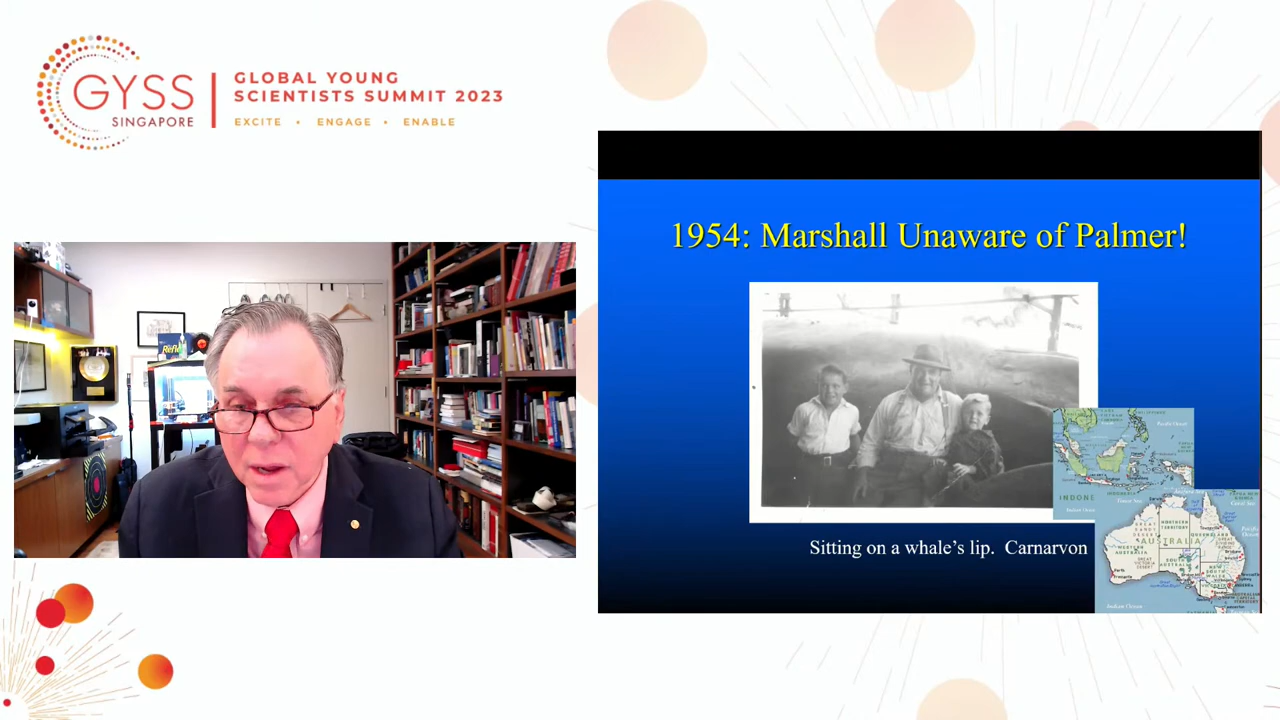 GYSS
SINGAPORE
GLOBAL YOUNG
SCIENTISTS SUMMIT 2023
EXCITE • ENGAGE • ENABLE
1954: Marshall Unaware of Palmer!
Sitting on a whale's lip. Carnarvon
INDONE
AUSTRALIA